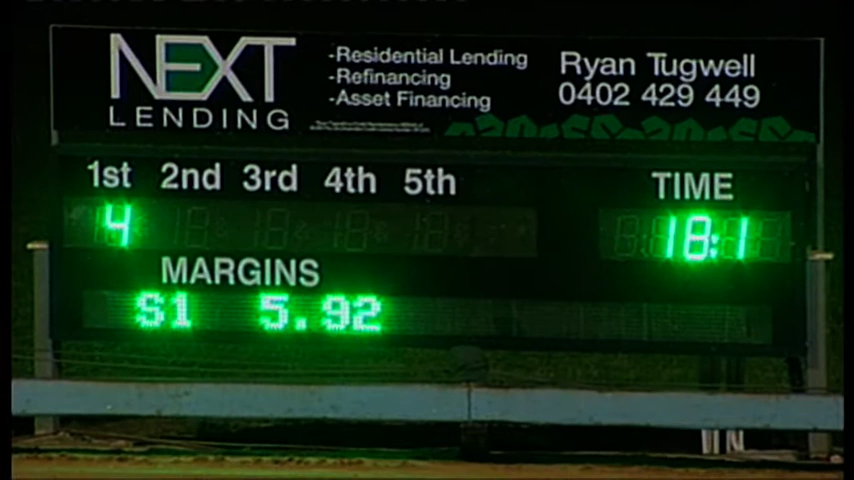 NEXT
LENDING
-Residential Lending
-Refinancing
-Asset Financing
Ryan Tugwell
0402 429 449
1st 2nd 3rd 4th 5th
TIME
4
18:1
MARGINS
S1 5.92